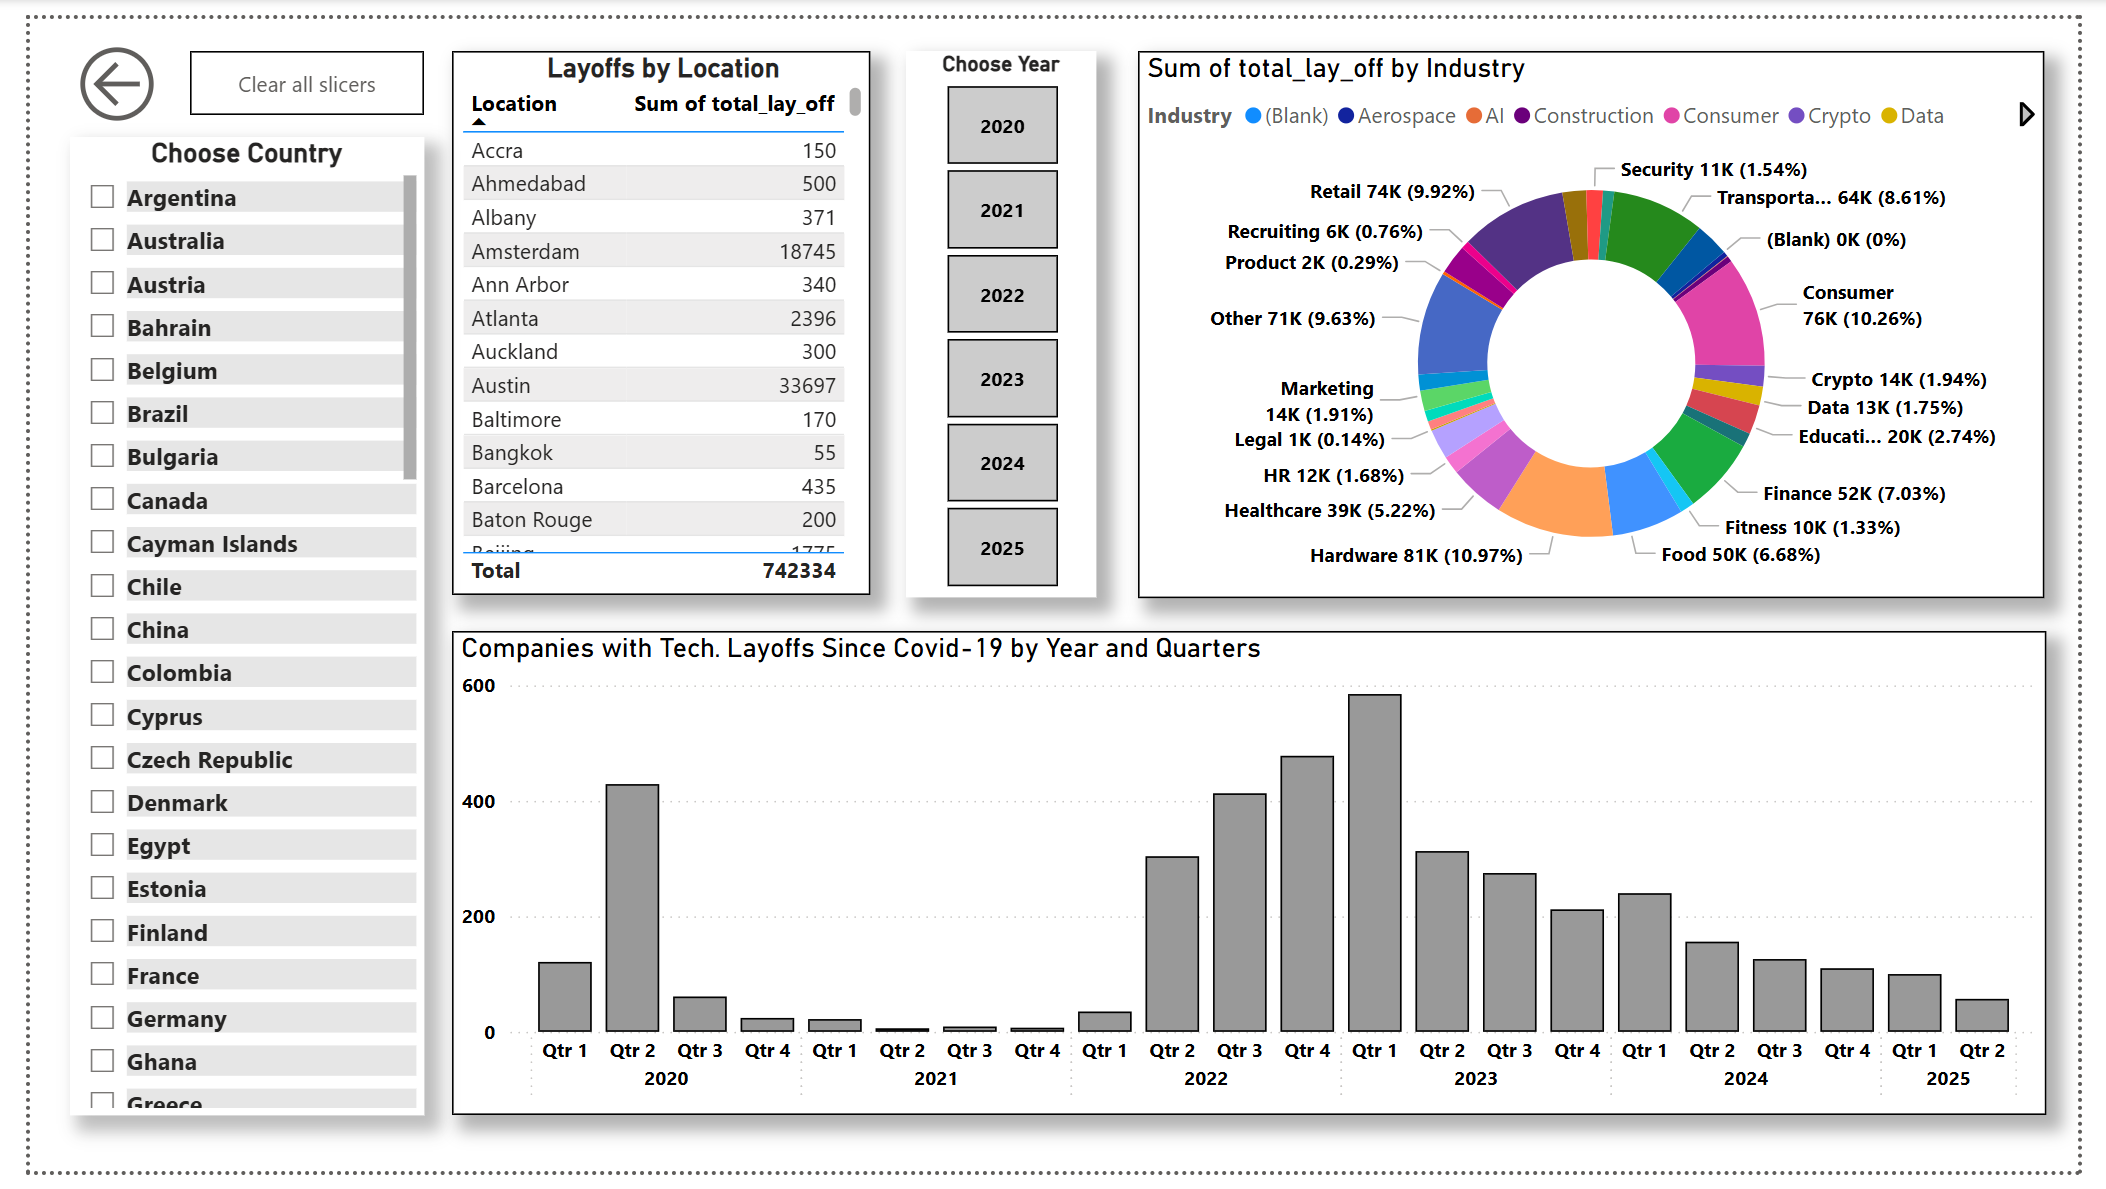 Clear all slicers
Choose Country
Argentina
Australia
Austria
Bahrain
Belgium
Brazil
Bulgaria
Canada
Cayman Islands
Chile
China
Colombia
Cyprus
Czech Republic
Denmark
Egypt
Estonia
Finland
France
Germany
Ghana
Greece
Layoffs by Location
Location Sum of total_lay_off
Accra 150
Ahmedabad 500
Albany 371
Amsterdam 18745
Ann Arbor 340
Atlanta 2396
Auckland 300
Austin 33697
Baltimore 170
Bangkok 55
Barcelona 435
Baton Rouge 200
Beijing 1775
Total 742334
Choose Year
2020
2021
2022
2023
2024
2025
Sum of total_lay_off by Industry
Industry (Blank) Aerospace AI Construction Consumer Crypto Data
Security 11K (1.54%)
Transporta... 64K (8.61%)
(Blank) 0K (0%)
Consumer
76K (10.26%)
Crypto 14K (1.94%)
Data 13K (1.75%)
Educati... 20K (2.74%)
Finance 52K (7.03%)
Fitness 10K (1.33%)
Food 50K (6.68%)
Hardware 81K (10.97%)
Healthcare 39K (5.22%)
HR 12K (1.68%)
Legal 1K (0.14%)
Marketing
14K (1.91%)
Other 71K (9.63%)
Product 2K (0.29%)
Recruiting 6K (0.76%)
Retail 74K (9.92%)
Companies with Tech. Layoffs Since Covid-19 by Year and Quarters
600
400
200
0
Qtr 1 Qtr 2 Qtr 3 Qtr 4 Qtr 1 Qtr 2 Qtr 3 Qtr 4 Qtr 1 Qtr 2 Qtr 3 Qtr 4 Qtr 1 Qtr 2 Qtr 3 Qtr 4 Qtr 1 Qtr 2 Qtr 3 Qtr 4 Qtr 1 Qtr 2
2020 2021 2022 2023 2024 2025